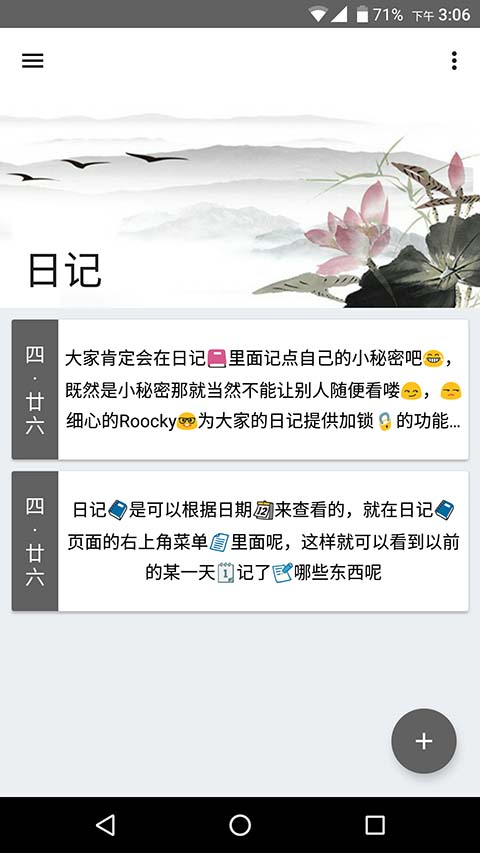 71% 下午 3:06
日记
四·廿六
大家肯定会在日记📕里面记点自己的小秘密吧😂，
既然是小秘密那就当然不能让别人随便看喽😏，😒
细心的Roocky🤓为大家的日记提供加锁🔓的功能...
四·廿六
日记📘是可以根据日期📅来查看的，就在日记📘
页面的右上角菜单📄里面呢，这样就可以看到以前
的某一天🗓记了📝哪些东西呢